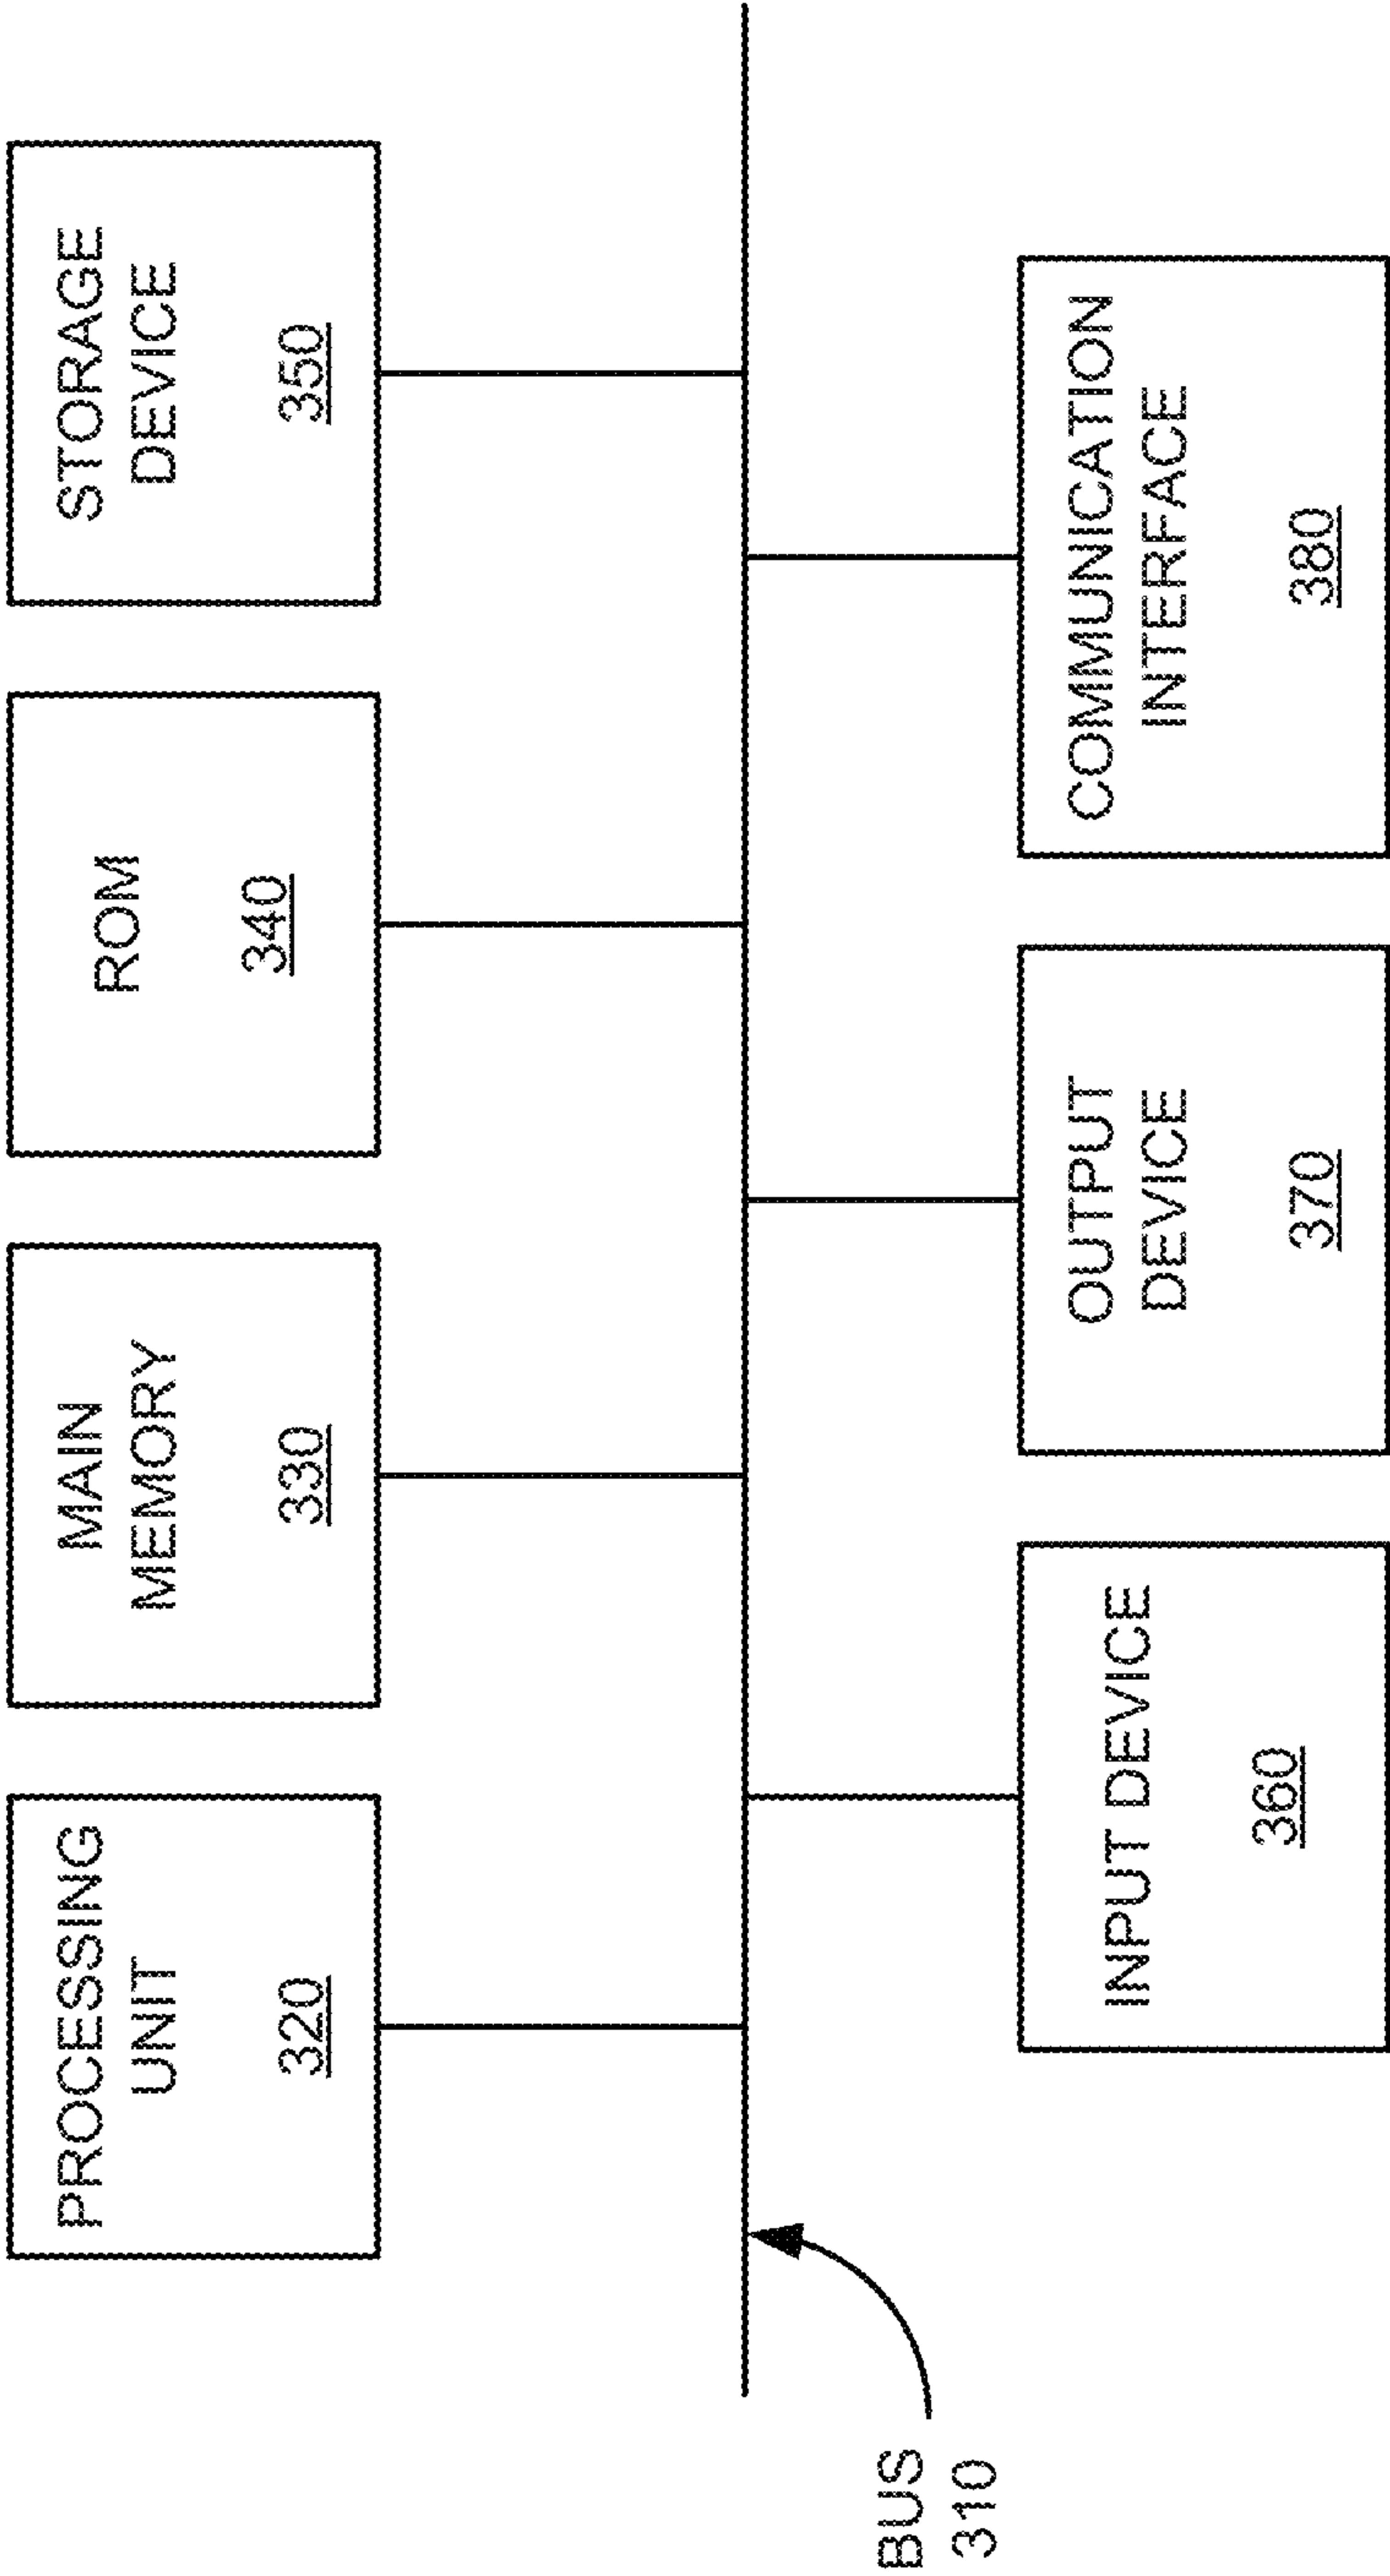 PROCESSING
UNIT
320
MAIN
MEMORY
330
ROM
340
STORAGE
DEVICE
350
BUS
310
INPUT DEVICE
360
OUTPUT
DEVICE
370
COMMUNICATION
INTERFACE
380